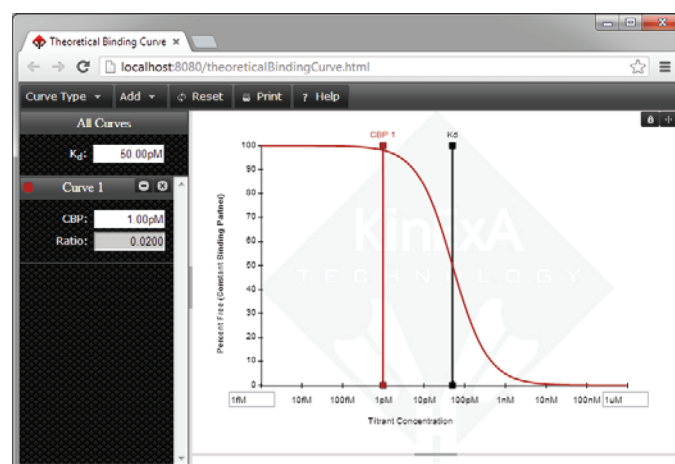 Theoretical Binding Curve
localhost:8080/theoreticalBindingCurve.html
Curve Type Add Reset Print ? Help
All Curves
Kd: 50.00pM
Curve 1
CBP: 1.00pM
Ratio: 0.0200
CBP 1 Kd
100
90
80
70
60
50
40
30
20
10
0
Percent Free (Constant Binding Partner)
KinExA
TECHNOLOGY
1fM 10fM 100fM 1pM 10pM 100pM 1nM 10nM 100nM 1uM
Titrant Concentration